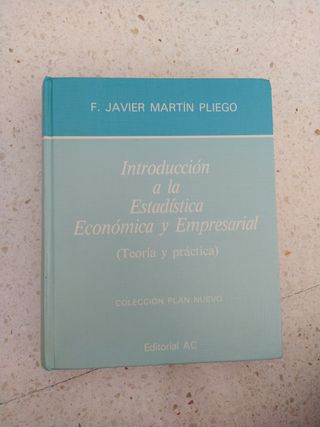 F. JAVIER MARTÍN PLIEGO
Introducción
a la
Estadística
Económica y Empresarial
(Teoría y práctica)
COLECCIÓN PLAN NUEVO
Editorial AC